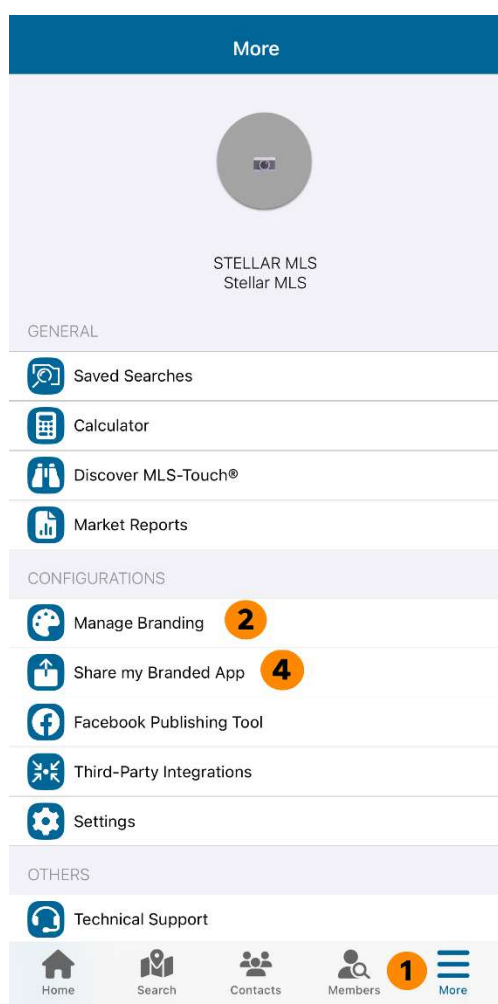 More
STELLAR MLS
Stellar MLS
GENERAL
Saved Searches
Calculator
Discover MLS-Touch®
Market Reports
CONFIGURATIONS
Manage Branding 2
Share my Branded App 4
Facebook Publishing Tool
Third-Party Integrations
Settings
OTHERS
Technical Support
1
Home Search Contacts Members More